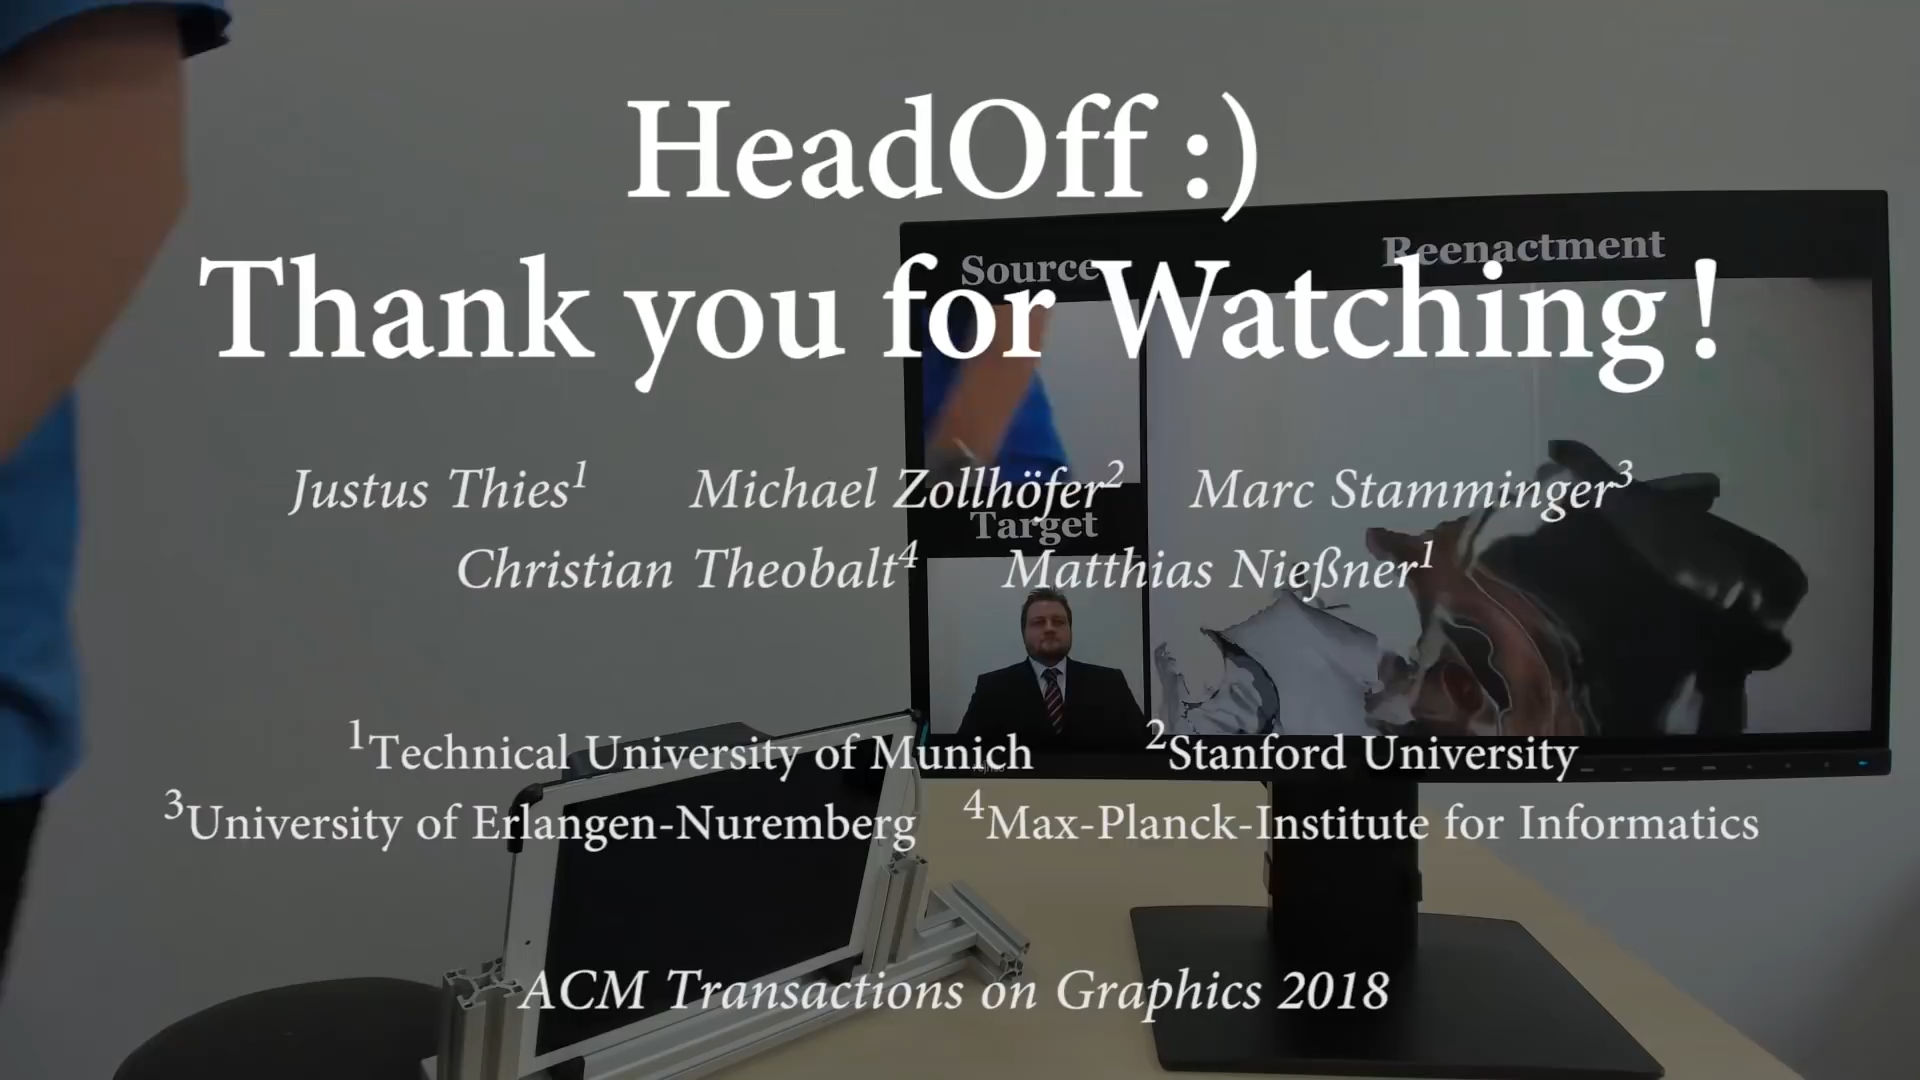 HeadOff :)
Thank you for Watching !
Source
Reenactment
Justus Thies¹ Michael Zollhöfer² Marc Stamminger³
Target
Christian Theobalt⁴ Matthias Nießner¹
¹Technical University of Munich ²Stanford University
³University of Erlangen-Nuremberg ⁴Max-Planck-Institute for Informatics
ACM Transactions on Graphics 2018